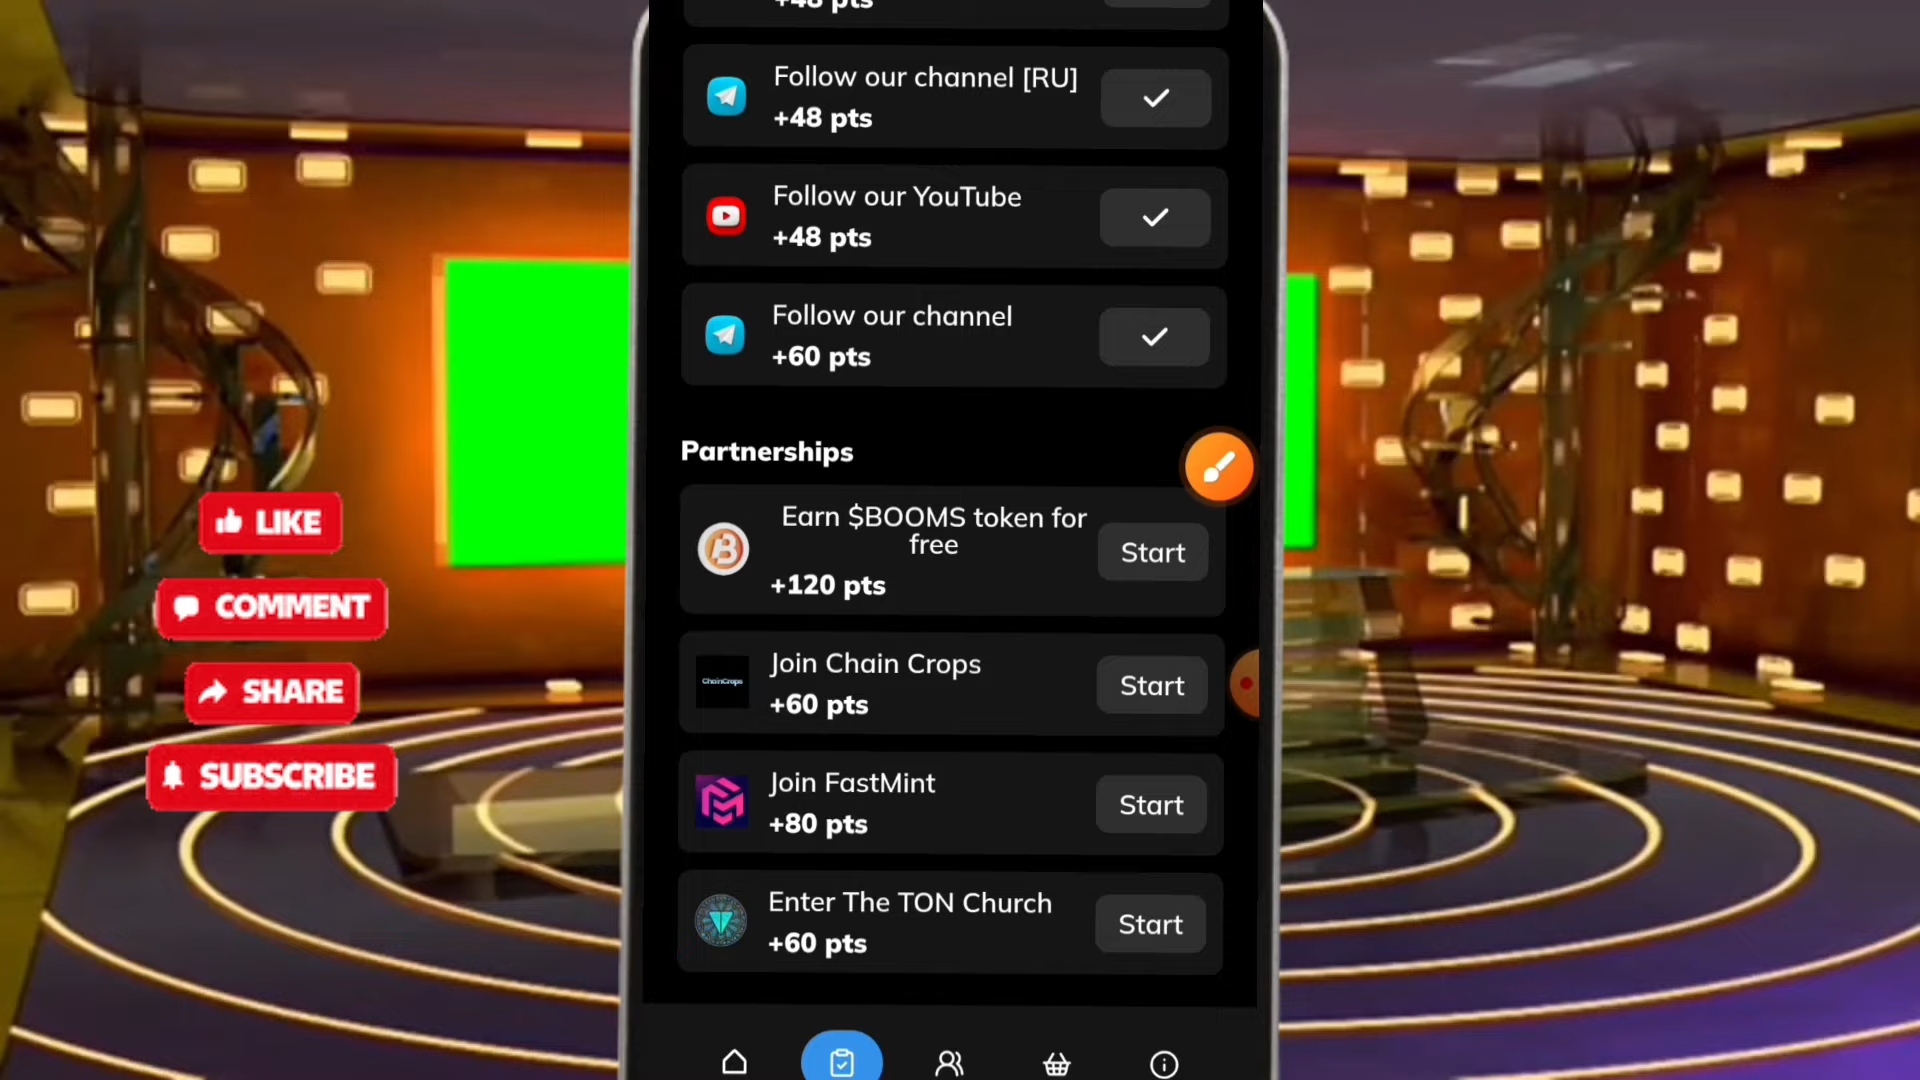 +48 pts
Follow our channel [RU]
+48 pts
Follow our YouTube
+48 pts
Follow our channel
+60 pts
Partnerships
Earn $BOOMS token for
free
+120 pts
Start
ChainCrops
Join Chain Crops
+60 pts
Start
Join FastMint
+80 pts
Start
Enter The TON Church
+60 pts
Start
LIKE
COMMENT
SHARE
SUBSCRIBE